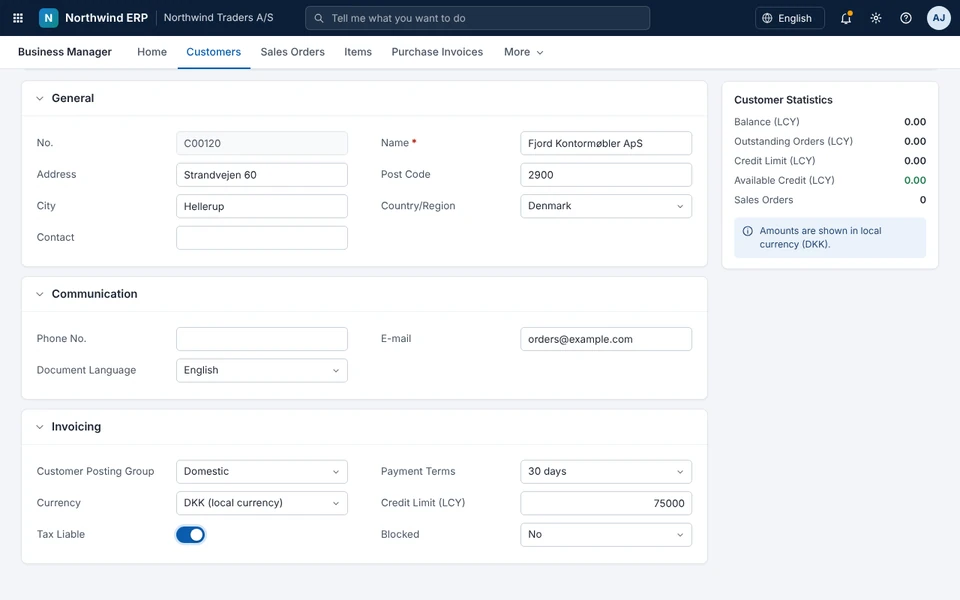 N Northwind ERP Northwind Traders A/S Tell me what you want to do English AJ
Business Manager Home Customers Sales Orders Items Purchase Invoices More
General
No. C00120 Name * Fjord Kontormøbler ApS
Address Strandvejen 60 Post Code 2900
City Hellerup Country/Region Denmark
Contact
Communication
Phone No. E-mail orders@example.com
Document Language English
Invoicing
Customer Posting Group Domestic Payment Terms 30 days
Currency DKK (local currency) Credit Limit (LCY) 75000
Tax Liable Blocked No
Customer Statistics
Balance (LCY) 0.00
Outstanding Orders (LCY) 0.00
Credit Limit (LCY) 0.00
Available Credit (LCY) 0.00
Sales Orders 0
Amounts are shown in local
currency (DKK).